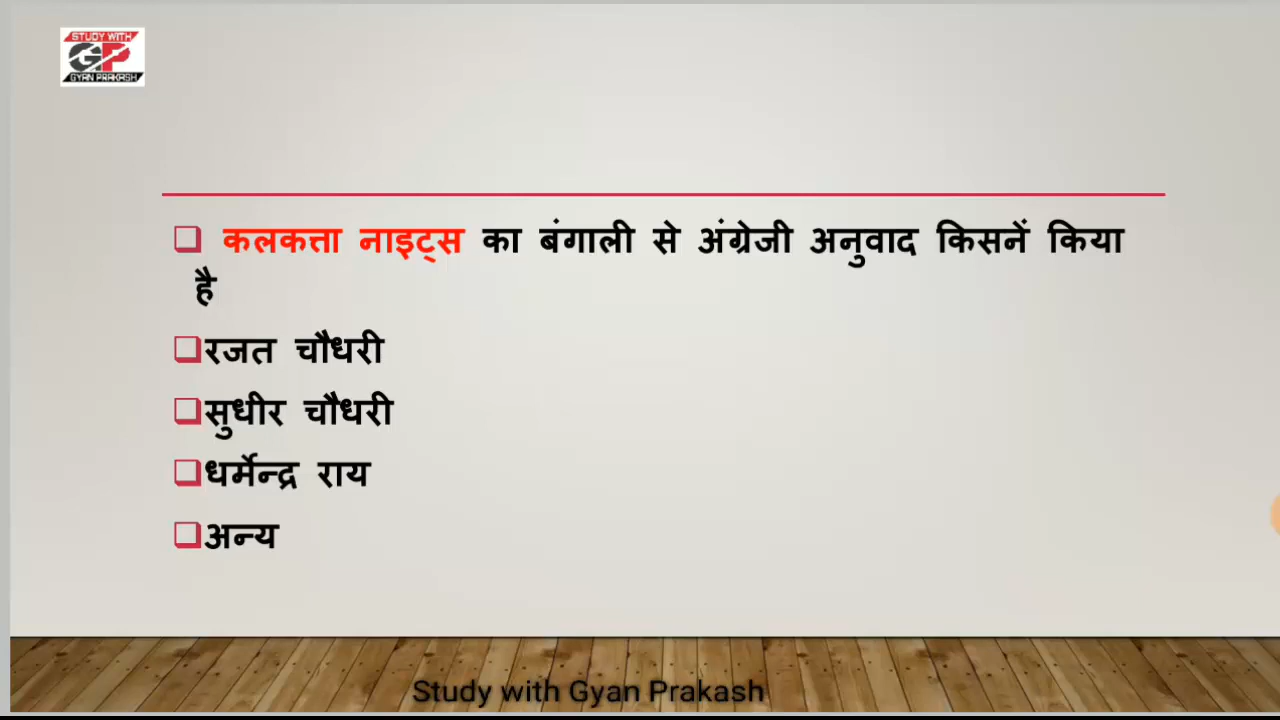 STUDY WITH
GP
GYAN PRAKASH
कलकत्ता नाइट्स का बंगाली से अंग्रेजी अनुवाद किसनें किया
है
रजत चौधरी
सुधीर चौधरी
धर्मेन्द्र राय
अन्य
Study with Gyan Prakash